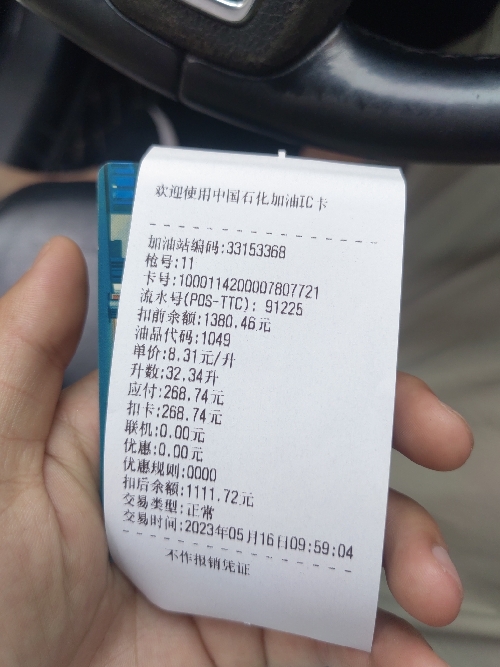 欢迎使用中国石化加油IC卡
加油站编码:33153368
枪号:11
卡号:1000114200007807721
流水号(POS-TTC): 91225
扣前余额:1380.46元
油品代码:1049
单价:8.31元/升
升数:32.34升
应付:268.74元
扣卡:268.74元
联机:0.00元
优惠:0.00元
优惠规则:0000
扣后余额:1111.72元
交易类型:正常
交易时间:2023年05月16日09:59:04
不作报销凭证